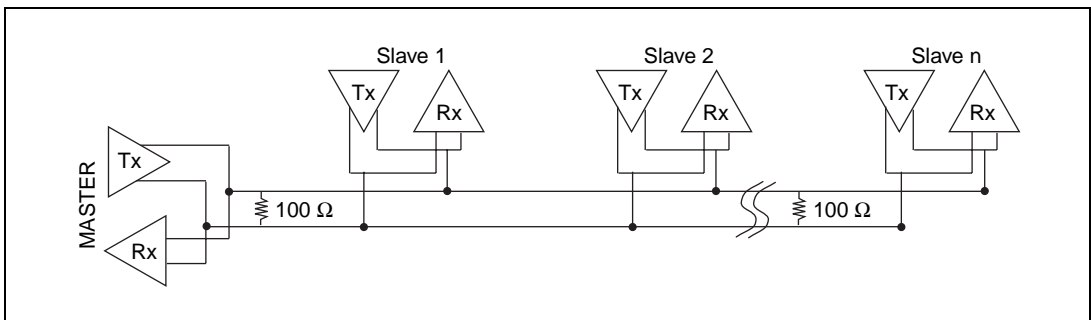 Slave 1
Slave 2
Slave n
Tx
Rx
Tx
Rx
Tx
Rx
MASTER
Tx
Rx
100 Ω
100 Ω